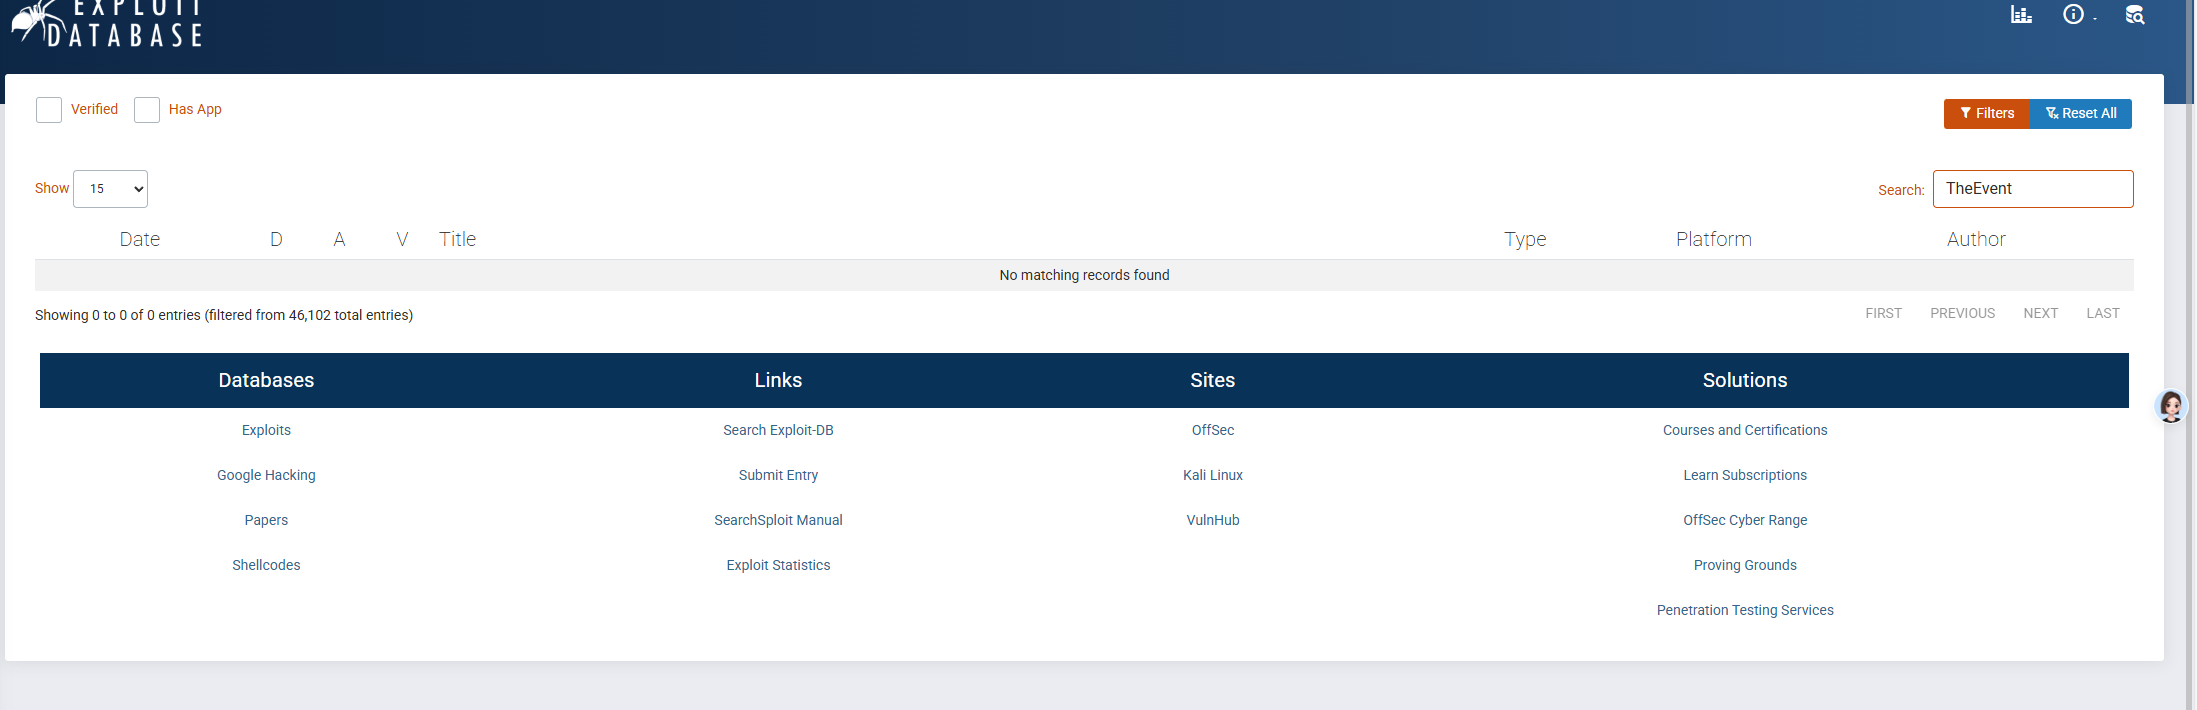 EXPLOIT
DATABASE
Verified Has App
Filters Reset All
Show 15
Search: TheEvent
Date D A V Title Type Platform Author
No matching records found
Showing 0 to 0 of 0 entries (filtered from 46,102 total entries)
FIRST PREVIOUS NEXT LAST
Databases Links Sites Solutions
Exploits Search Exploit-DB OffSec Courses and Certifications
Google Hacking Submit Entry Kali Linux Learn Subscriptions
Papers SearchSploit Manual VulnHub OffSec Cyber Range
Shellcodes Exploit Statistics Proving Grounds
Penetration Testing Services